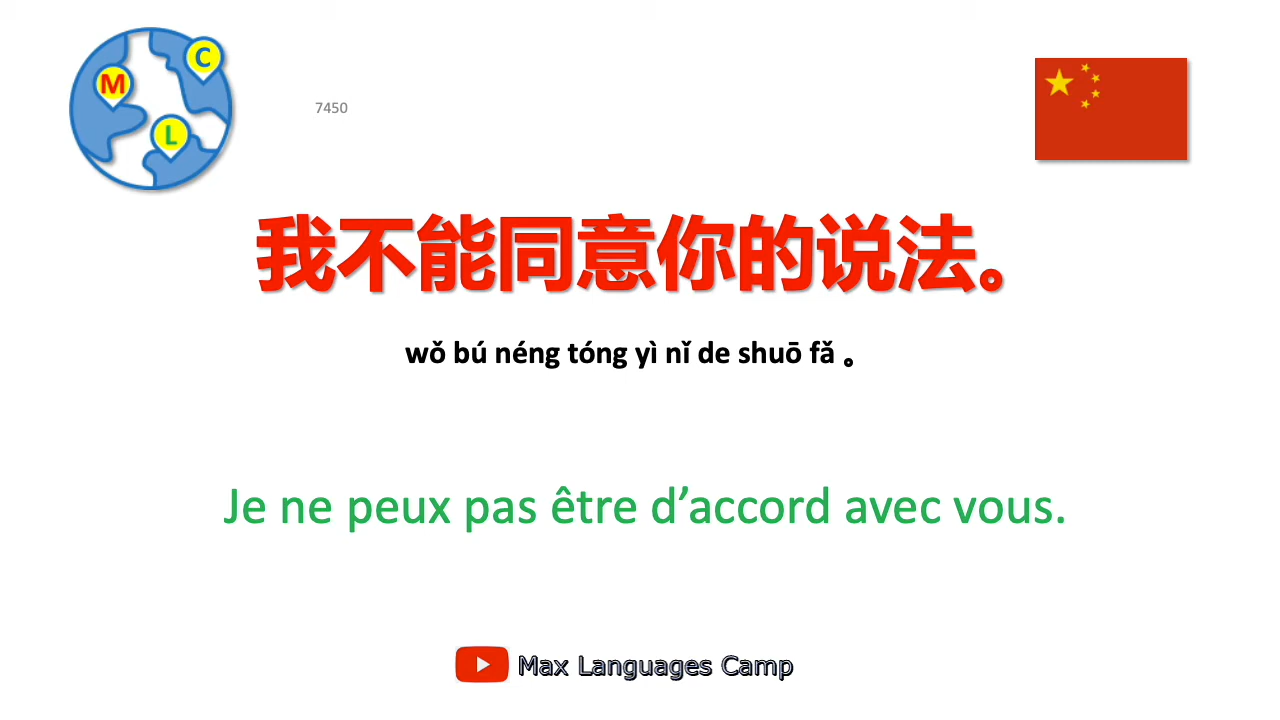 M
C
L
7450
我不能同意你的说法。
wǒ bú néng tóng yì nǐ de shuō fǎ 。
Je ne peux pas être d’accord avec vous.
Max Languages Camp